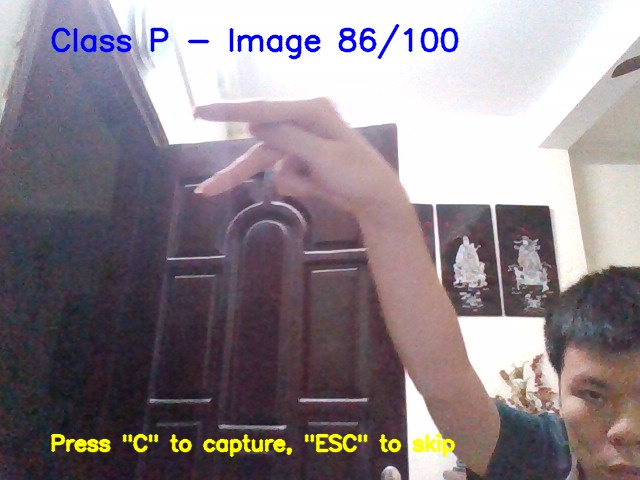 Class P - Image 86/100
Press "C" to capture, "ESC" to skip